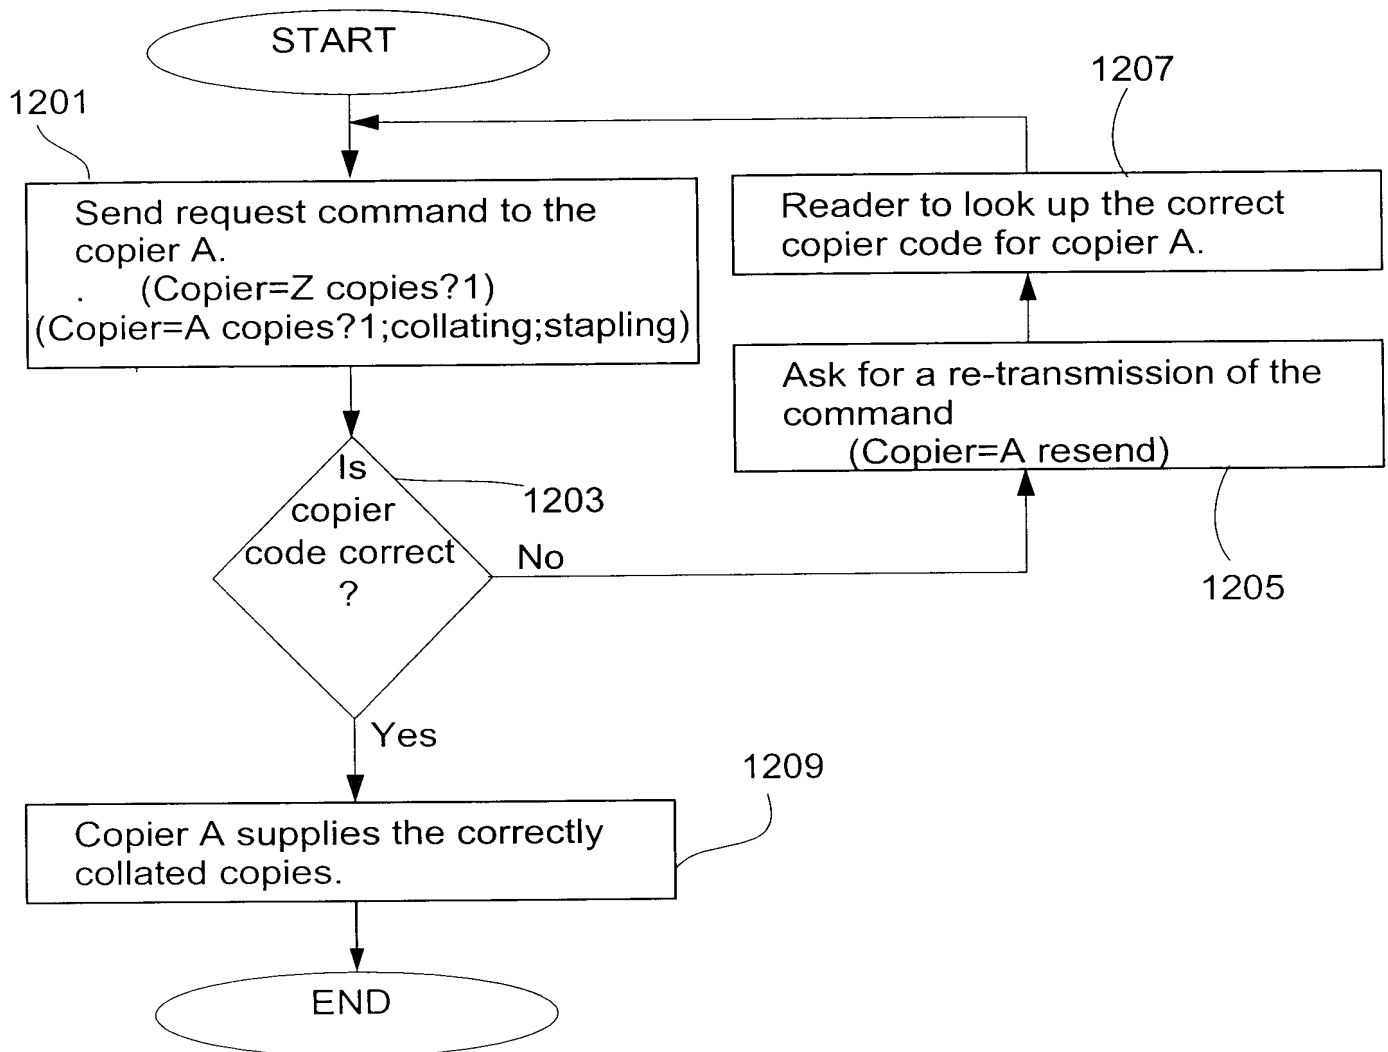 START
1201
Send request command to the
copier A.
. (Copier=Z copies?1)
(Copier=A copies?1;collating;stapling)
Is
copier
code correct
?
1203
No
Yes
1207
Reader to look up the correct
copier code for copier A.
Ask for a re-transmission of the
command
(Copier=A resend)
1205
1209
Copier A supplies the correctly
collated copies.
END